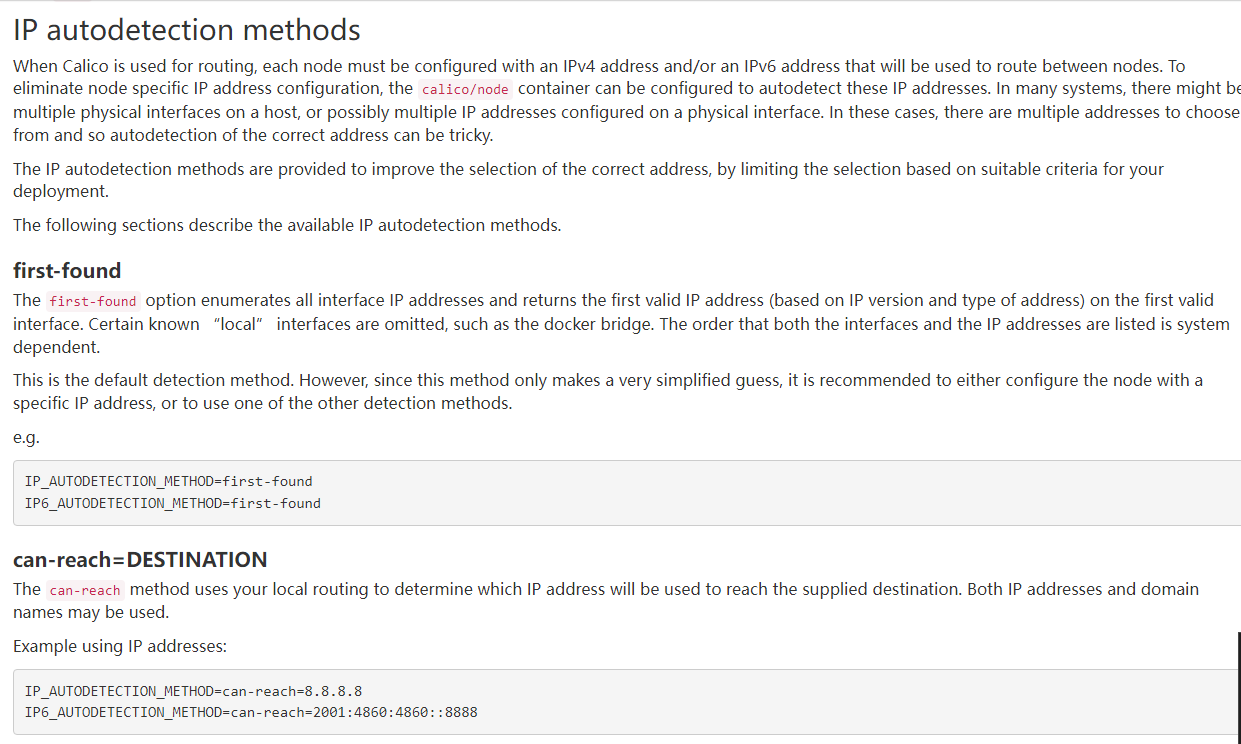 IP autodetection methods
When Calico is used for routing, each node must be configured with an IPv4 address and/or an IPv6 address that will be used to route between nodes. To
eliminate node specific IP address configuration, the calico/node container can be configured to autodetect these IP addresses. In many systems, there might be
multiple physical interfaces on a host, or possibly multiple IP addresses configured on a physical interface. In these cases, there are multiple addresses to choose
from and so autodetection of the correct address can be tricky.
The IP autodetection methods are provided to improve the selection of the correct address, by limiting the selection based on suitable criteria for your
deployment.
The following sections describe the available IP autodetection methods.
first-found
The first-found option enumerates all interface IP addresses and returns the first valid IP address (based on IP version and type of address) on the first valid
interface. Certain known “local” interfaces are omitted, such as the docker bridge. The order that both the interfaces and the IP addresses are listed is system
dependent.
This is the default detection method. However, since this method only makes a very simplified guess, it is recommended to either configure the node with a
specific IP address, or to use one of the other detection methods.
e.g.
IP_AUTODETECTION_METHOD=first-found
IP6_AUTODETECTION_METHOD=first-found
can-reach=DESTINATION
The can-reach method uses your local routing to determine which IP address will be used to reach the supplied destination. Both IP addresses and domain
names may be used.
Example using IP addresses:
IP_AUTODETECTION_METHOD=can-reach=8.8.8.8
IP6_AUTODETECTION_METHOD=can-reach=2001:4860:4860::8888